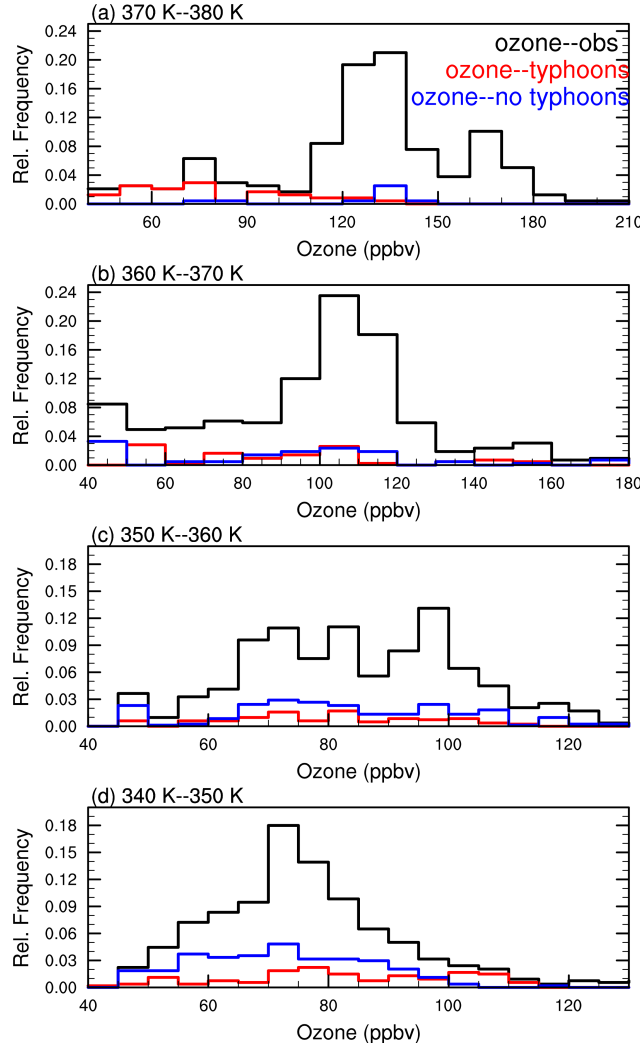 (a) 370 K--380 K
0.24
0.20
0.16
0.12
0.08
0.04
0.00
Rel. Frequency
ozone--obs
ozone--typhoons
ozone--no typhoons
60 90 120 150 180 210
Ozone (ppbv)
(b) 360 K--370 K
0.24
0.20
0.16
0.12
0.08
0.04
0.00
Rel. Frequency
40 60 80 100 120 140 160 180
Ozone (ppbv)
(c) 350 K--360 K
0.18
0.15
0.12
0.09
0.06
0.03
0.00
Rel. Frequency
40 60 80 100 120
Ozone (ppbv)
(d) 340 K--350 K
0.18
0.15
0.12
0.09
0.06
0.03
0.00
Rel. Frequency
40 60 80 100 120
Ozone (ppbv)